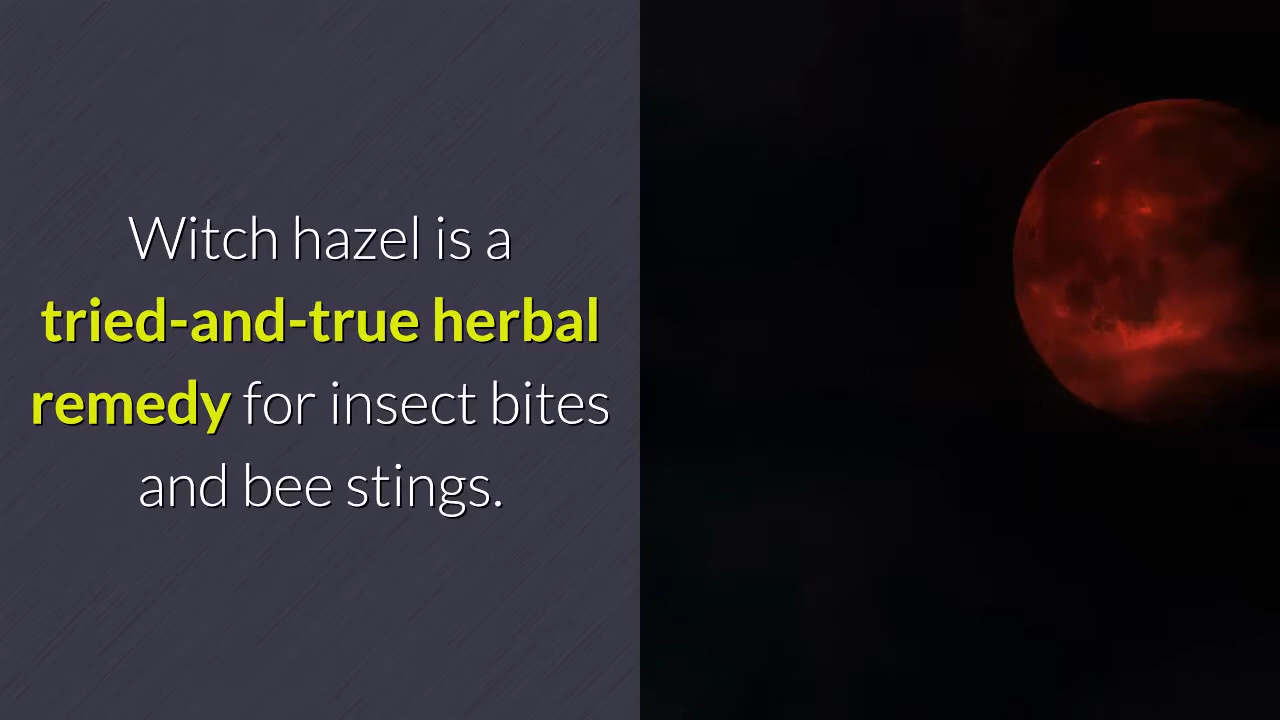 Witch hazel is a
tried-and-true herbal
remedy for insect bites
and bee stings.